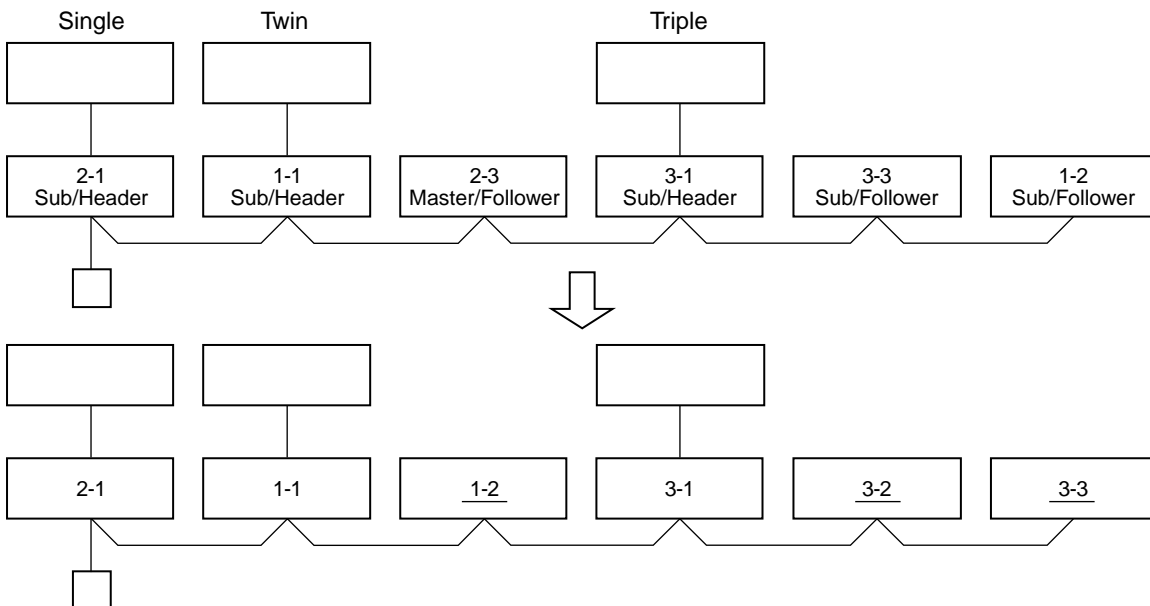 Single
Twin
Triple
2-1
Sub/Header
1-1
Sub/Header
2-3
Master/Follower
3-1
Sub/Header
3-3
Sub/Follower
1-2
Sub/Follower
2-1
1-1
1-2
3-1
3-2
3-3